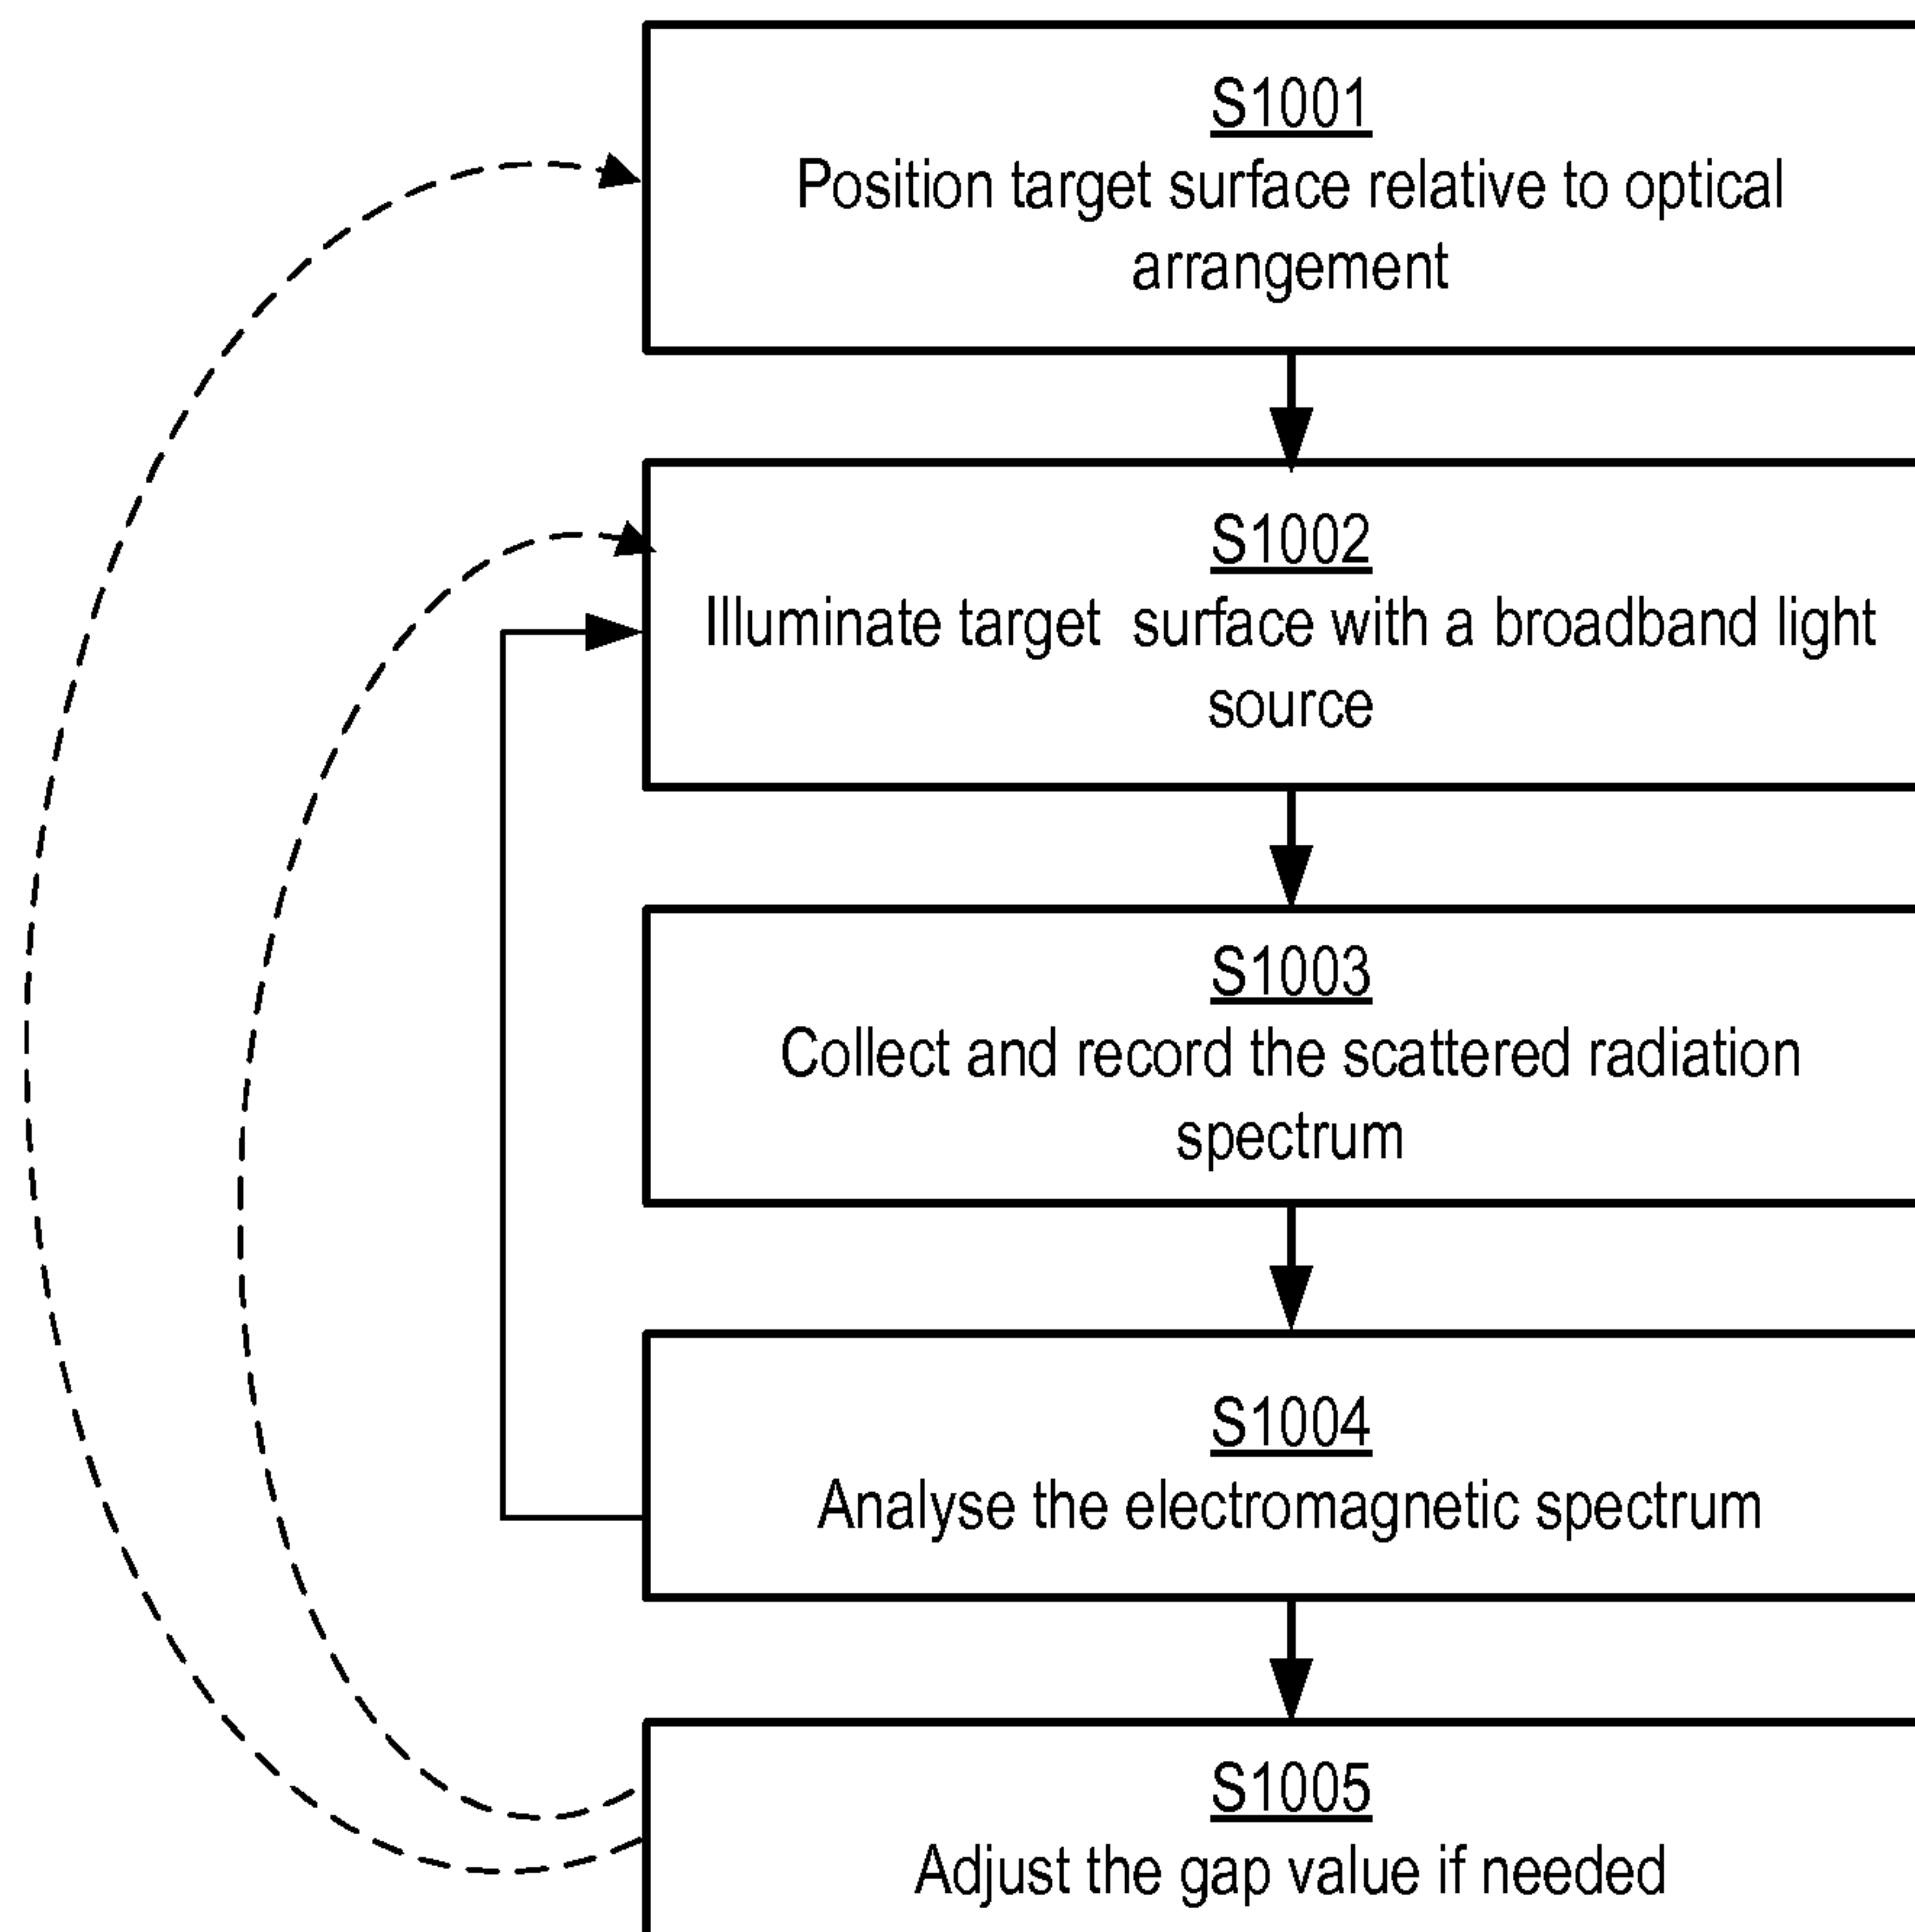 S1001
Position target surface relative to optical
arrangement
S1002
Illuminate target surface with a broadband light
source
S1003
Collect and record the scattered radiation
spectrum
S1004
Analyse the electromagnetic spectrum
S1005
Adjust the gap value if needed